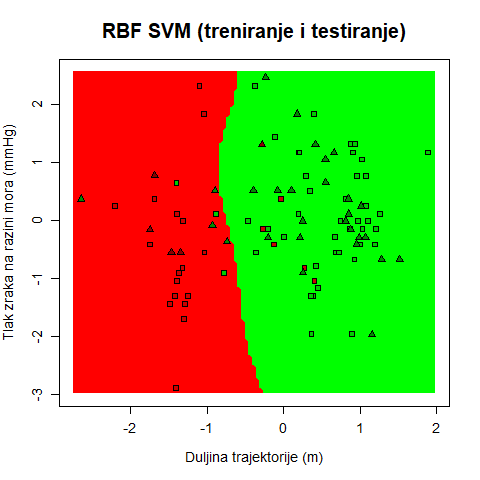 RBF SVM (treniranje i testiranje)
Tlak zraka na razini mora (mmHg)
2
1
0
-1
-2
-3
-2 -1 0 1 2
Duljina trajektorije (m)